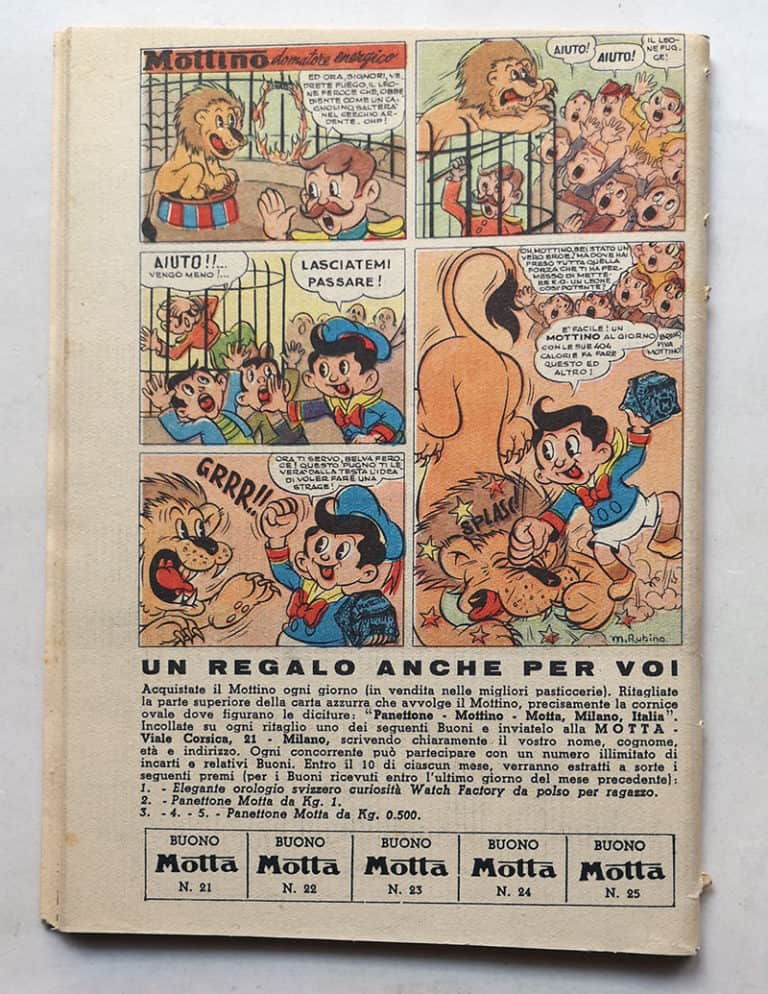 Mottino domatore energico
ED ORA, SIGNORI, VE,
DRETE FUEGO, IL LEO,
NE FEROCE CHE, OBBE
DIENTE COME UN CA,
GNOLINO, SALTERÀ
NEL CERCHIO AR,
DENTE. OHP!
AIUTO!
AIUTO!
IL LEO,
NE FUG,
GE!
AIUTO!!...
VENGO MENO!...
LASCIATEMI
PASSARE!
GRRR!!
ORA TI SERVO, BELVA FERO,
CE! QUESTO PUGNO TI LE
VERÀ DALLA TESTA L'IDEA
DI VOLER FARE UNA
STRAGE!
OH, MOTTINO, SEI STATO UN
VERO EROE! MA DOVE HAI
PRESO TUTTA QUELLA
FORZA CHE TI HA PER,
MESSO DI METTE,
RE K.O. UN LEONE
COSÌ POTENTE?
E' FACILE! UN
MOTTINO AL GIORNO
CON LE SUE 404
CALORIE FA FARE
QUESTO ED
ALTRO!
BRAVO!
VIVA
MOTTINO!
SPLASC!
M. Rubino
UN REGALO ANCHE PER VOI
Acquistate il Mottino ogni giorno (in vendita nelle migliori pasticcerie). Ritagliate
la parte superiore della carta azzurra che avvolge il Mottino, precisamente la cornice
ovale dove figurano le diciture: "Panettone - Mottino - Motta, Milano, Italia".
Incollate su ogni ritaglio uno dei seguenti Buoni e inviatelo alla MOTTA -
Viale Corsica, 21 - Milano, scrivendo chiaramente il vostro nome, cognome,
età e indirizzo. Ogni concorrente può partecipare con un numero illimitato di
incarti e relativi Buoni. Entro il 10 di ciascun mese, verranno estratti a sorte i
seguenti premi (per i Buoni ricevuti entro l'ultimo giorno del mese precedente):
1. - Elegante orologio svizzero curiosità Watch Factory da polso per ragazzo.
2. - Panettone Motta da Kg. 1.
3. - 4. - 5. - Panettone Motta da Kg. 0.500.
BUONO
Motta
N. 21
BUONO
Motta
N. 22
BUONO
Motta
N. 23
BUONO
Motta
N. 24
BUONO
Motta
N. 25